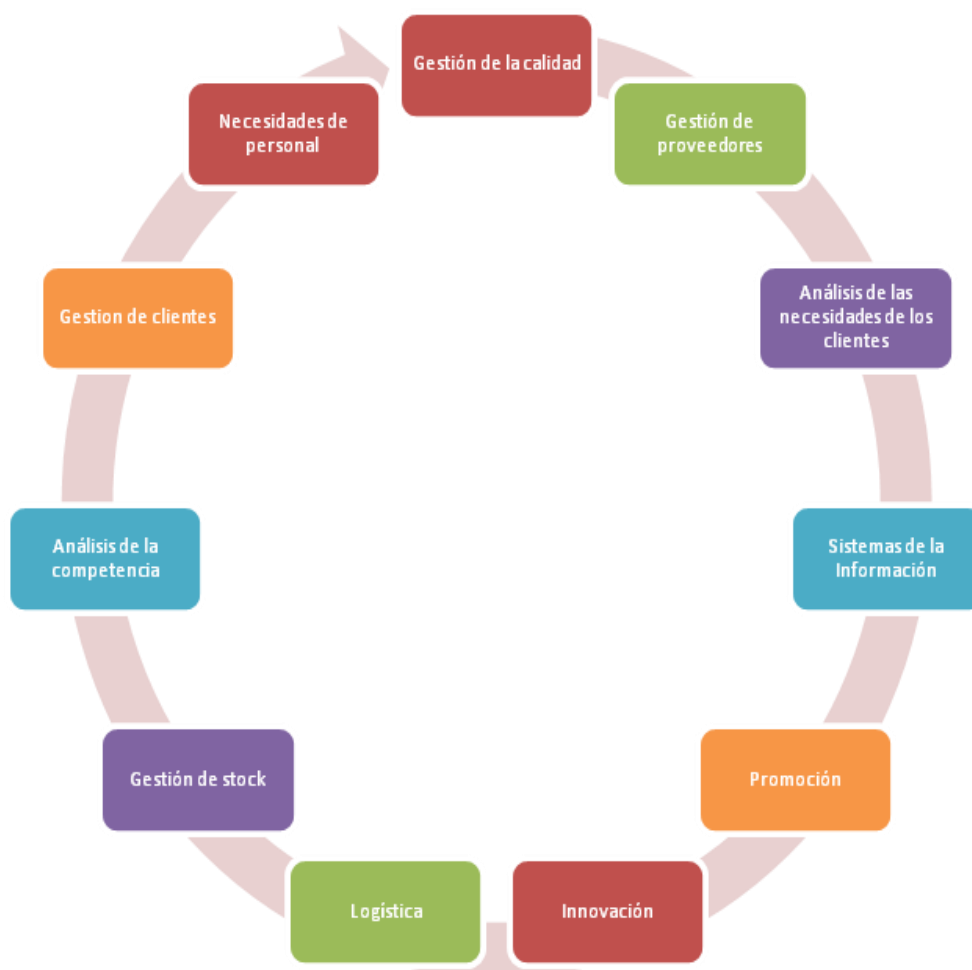 Gestión de la calidad
Gestión de
proveedores
Análisis de las
necesidades de los
clientes
Sistemas de la
Información
Promoción
Innovación
Logística
Gestión de stock
Análisis de la
competencia
Gestion de clientes
Necesidades de
personal